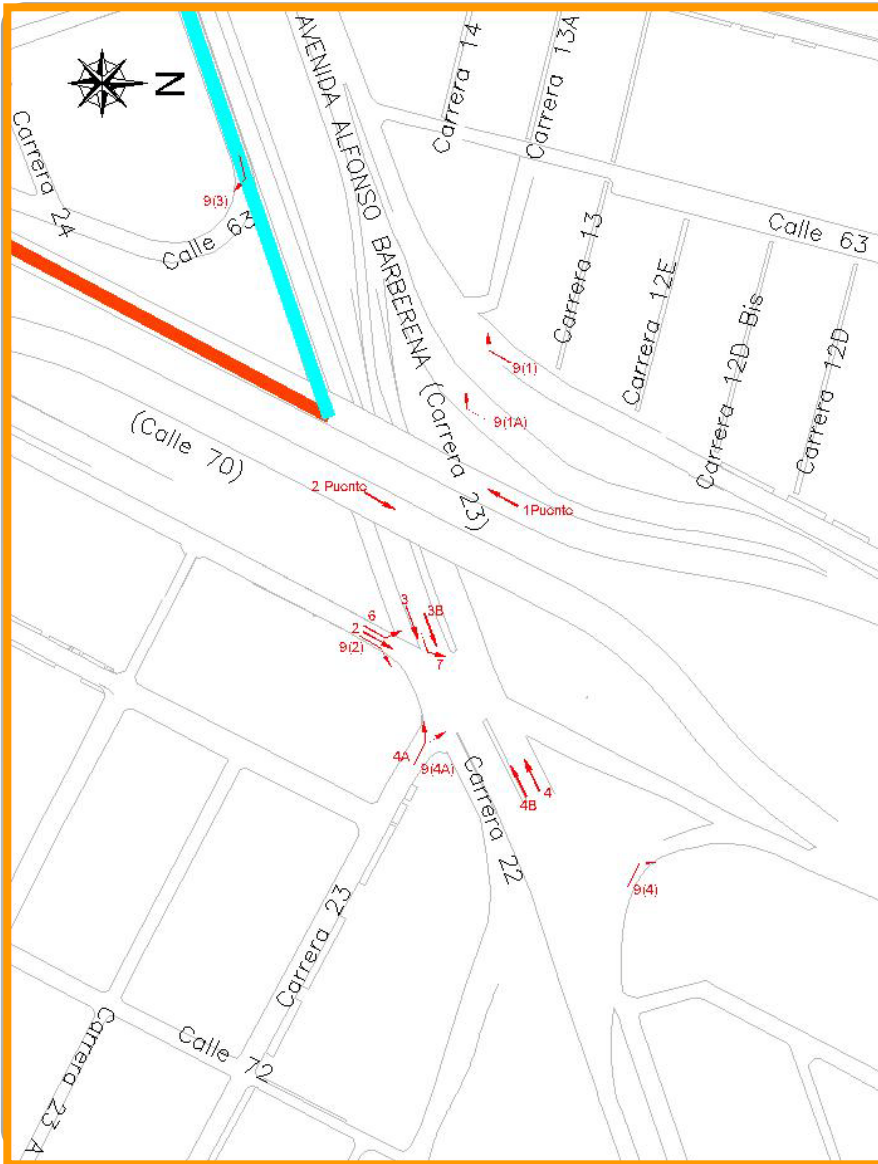 N
AVENIDA ALFONSO BARBERENA (Carrera 23)
Carrera 14
Carrera 13A
Carrera 24
9(3)
Calle 63
Calle 63
Carrera 13
Carrera 12E
Carrera 12D Bis
Carrera 12D
9(1)
9(1A)
(Calle 70)
2 Puente
1Puente
6
2
9(2)
3
3B
7
4A
9(4A)
Carrera 22
4B
4
9(4)
Carrera 23
Calle 72
Carrera 23 A